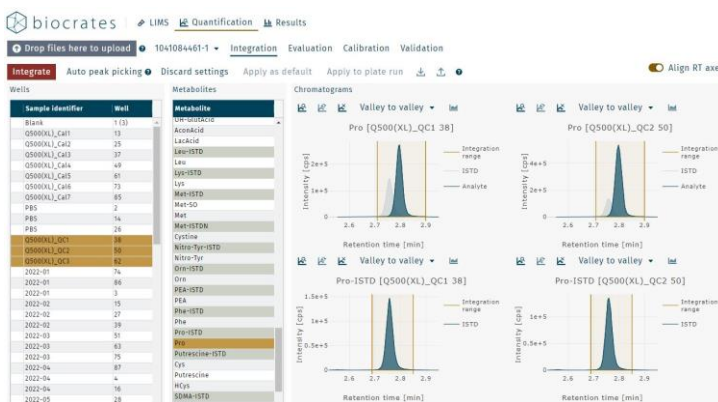 biocrates LIMS Quantification Results
Drop files here to upload 1041084461-1 Integration Evaluation Calibration Validation
Integrate Auto peak picking Discard settings Apply as default Apply to plate run Align RT axe
Wells
Sample identifier Well
Blank 1 (3)
Q500(XL)_Cal1 13
Q500(XL)_Cal2 25
Q500(XL)_Cal3 37
Q500(XL)_Cal4 49
Q500(XL)_Cal5 61
Q500(XL)_Cal6 73
Q500(XL)_Cal7 85
PBS 2
PBS 14
PBS 26
Q500(XL)_QC1 38
Q500(XL)_QC2 50
Q500(XL)_QC3 62
2022-01 74
2022-01 86
2022-01 3
2022-02 15
2022-02 27
2022-02 39
2022-03 51
2022-03 63
2022-03 75
2022-04 87
2022-04 4
2022-04 16
2022-05 28
Metabolites
Metabolite
OH-GlutAcid
AconAcid
LacAcid
Leu-ISTD
Leu
Lys-ISTD
Lys
Met-ISTD
Met-SO
Met
Met-ISTDN
Cystine
Nitro-Tyr-ISTD
Nitro-Tyr
Orn-ISTD
Orn
PEA-ISTD
PEA
Phe-ISTD
Phe
Pro-ISTD
Pro
Putrescine-ISTD
Cys
Putrescine
HCys
SDMA-ISTD
Chromatograms
Valley to valley
Pro [Q500(XL)_QC1 38]
Intensity [cps]
2e+5
1e+5
0
2.6 2.7 2.8 2.9
Retention time [min]
Integration
range
ISTD
Analyte
Valley to valley
Pro [Q500(XL)_QC2 50]
Intensity [cps]
4e+5
2e+5
0
2.6 2.7 2.8 2.9
Retention time [min]
Integration
range
ISTD
Analyte
Valley to valley
Pro-ISTD [Q500(XL)_QC1 38]
Intensity [cps]
1.5e+5
1e+5
0.5e+5
0
2.6 2.7 2.8 2.9
Retention time [min]
Integration
range
ISTD
Valley to valley
Pro-ISTD [Q500(XL)_QC2 50]
Intensity [cps]
1e+5
0.5e+5
0
2.6 2.7 2.8 2.9
Retention time [min]
Integration
range
ISTD